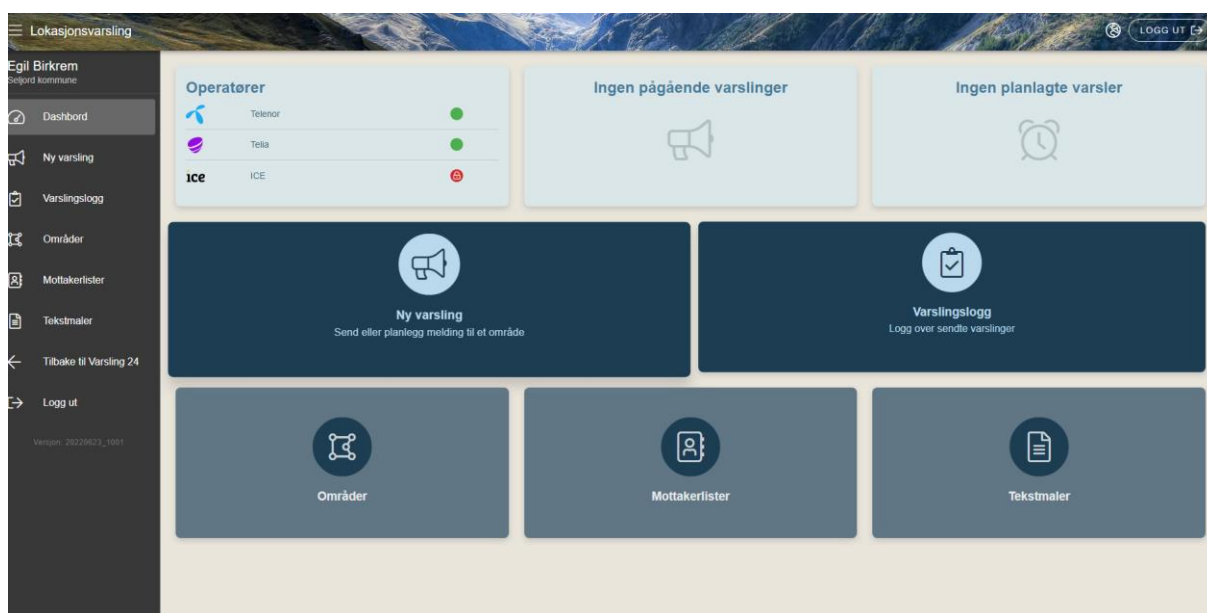 Lokasjonsvarsling
LOGG UT
Egil Birkrem
Seljord kommune
Dashbord
Ny varsling
Varslingslogg
Områder
Mottakerlister
Tekstmaler
Tilbake til Varsling 24
Logg ut
Versjon: 20220623_1001
Operatører
Telenor
Telia
ice ICE
Ingen pågående varslinger
Ingen planlagte varsler
Ny varsling
Send eller planlegg melding til et område
Varslingslogg
Logg over sendte varslinger
Områder
Mottakerlister
Tekstmaler